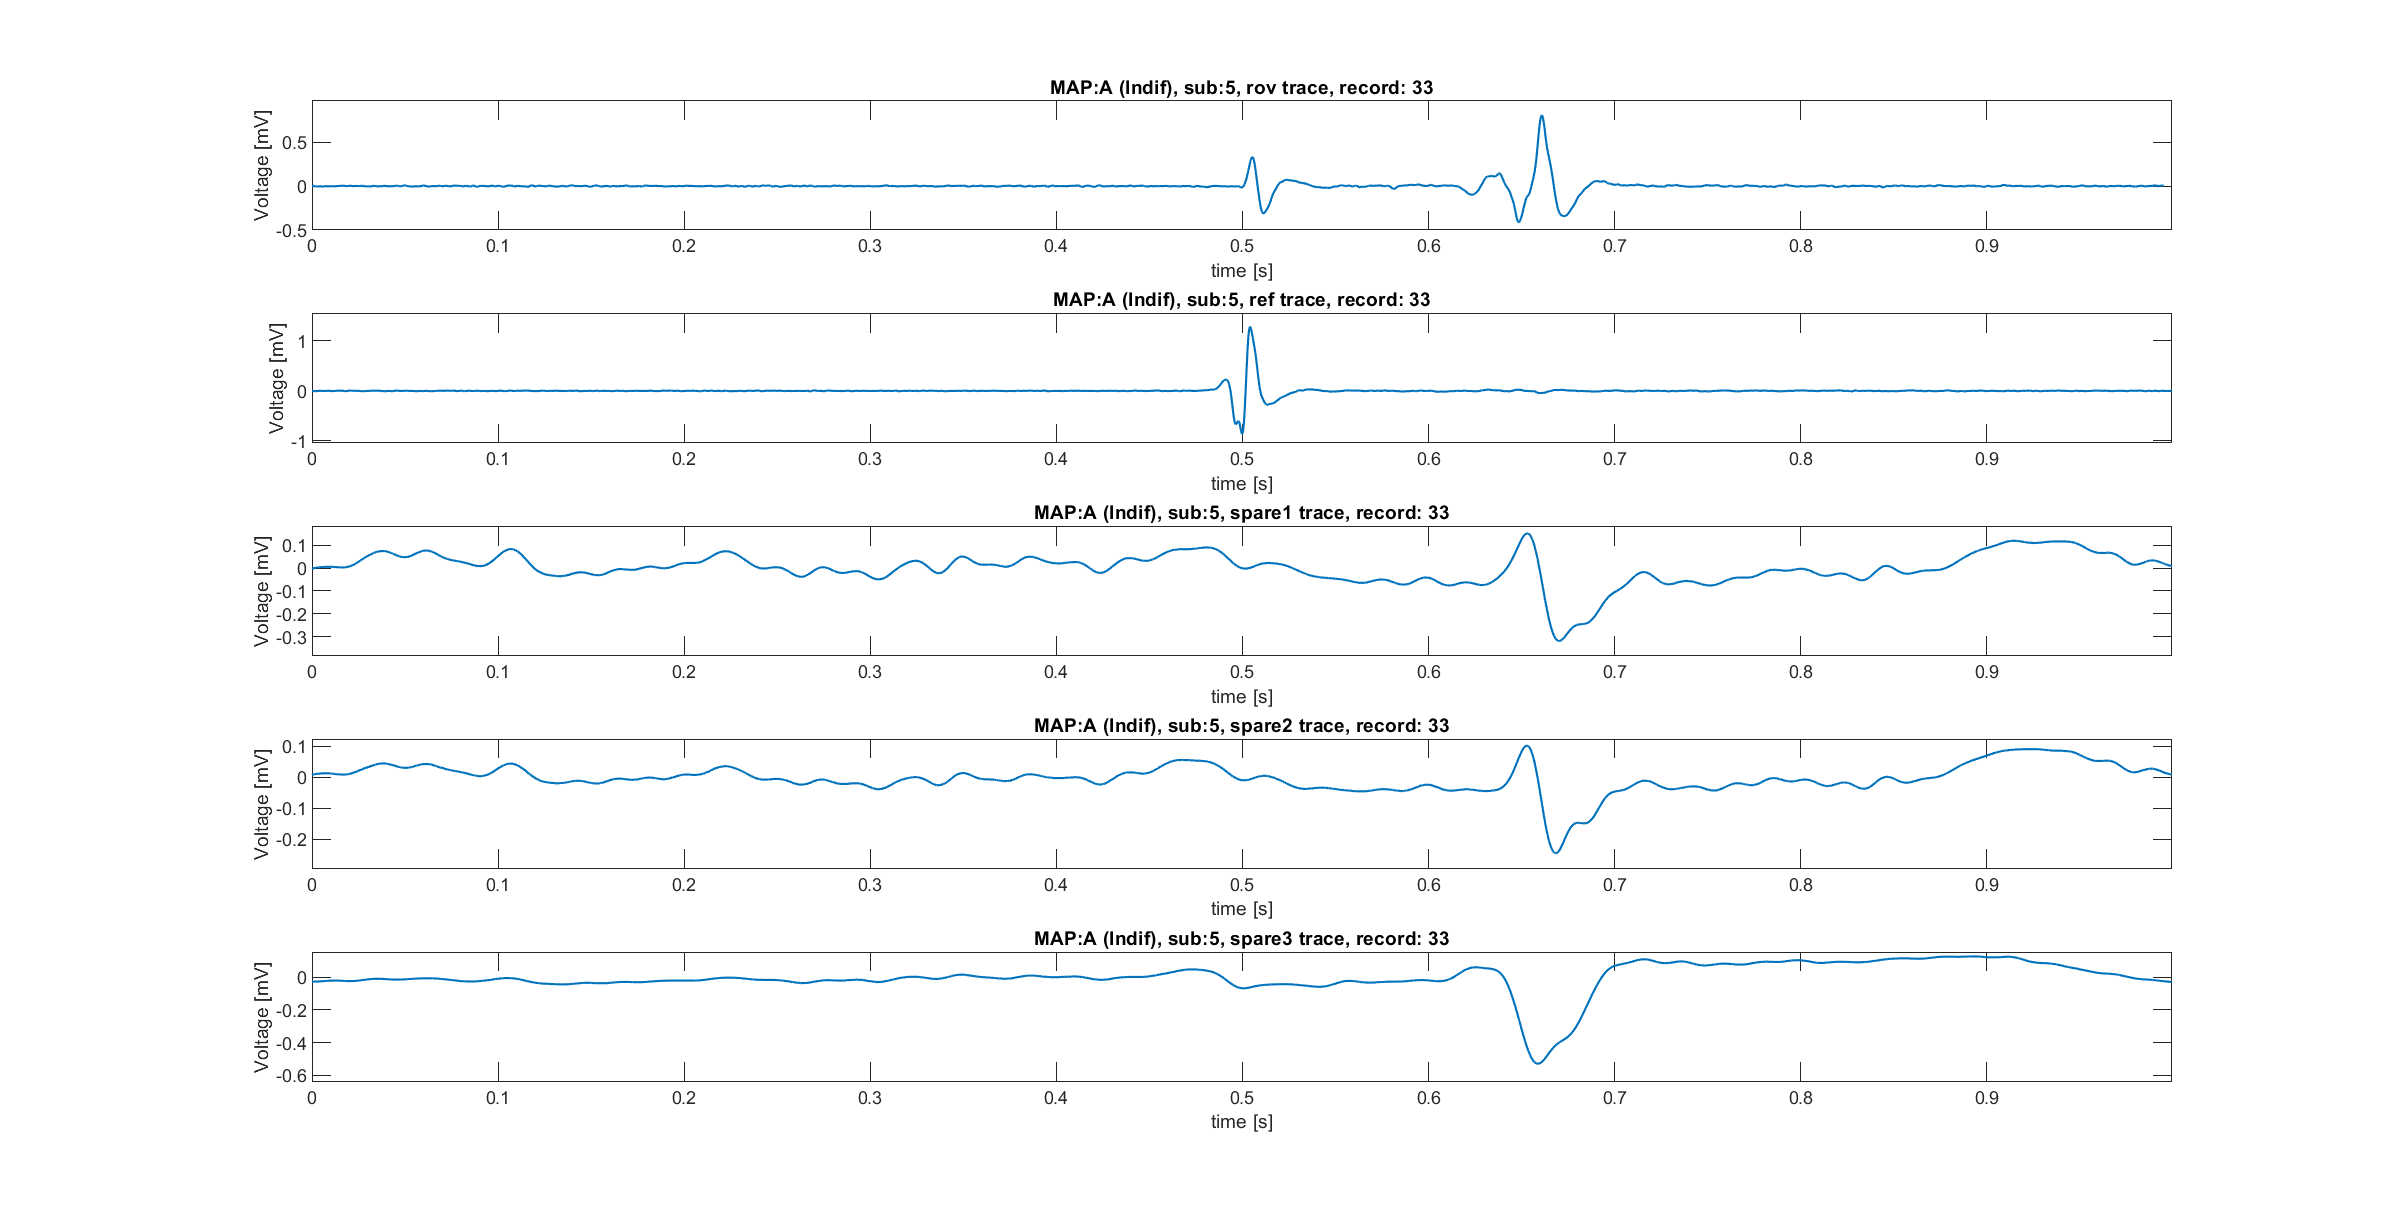 MAP:A (Indif), sub:5, rov trace, record: 33
Voltage [mV]
0.5
0
-0.5
0 0.1 0.2 0.3 0.4 0.5 0.6 0.7 0.8 0.9
time [s]
MAP:A (Indif), sub:5, ref trace, record: 33
Voltage [mV]
1
0
-1
0 0.1 0.2 0.3 0.4 0.5 0.6 0.7 0.8 0.9
time [s]
MAP:A (Indif), sub:5, spare1 trace, record: 33
Voltage [mV]
0.1
0
-0.1
-0.2
-0.3
0 0.1 0.2 0.3 0.4 0.5 0.6 0.7 0.8 0.9
time [s]
MAP:A (Indif), sub:5, spare2 trace, record: 33
Voltage [mV]
0.1
0
-0.1
-0.2
0 0.1 0.2 0.3 0.4 0.5 0.6 0.7 0.8 0.9
time [s]
MAP:A (Indif), sub:5, spare3 trace, record: 33
Voltage [mV]
0
-0.2
-0.4
-0.6
0 0.1 0.2 0.3 0.4 0.5 0.6 0.7 0.8 0.9
time [s]